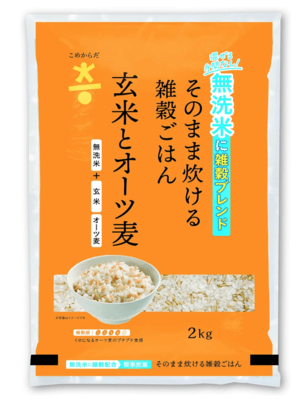 こめからだ
無洗米に雑穀ブレンド
そのまま炊ける
雑穀ごはん
玄米とオーツ麦
無洗米
+
玄米
オーツ麦
2kg
無洗米に雑穀配合
そのまま炊ける雑穀ごはん